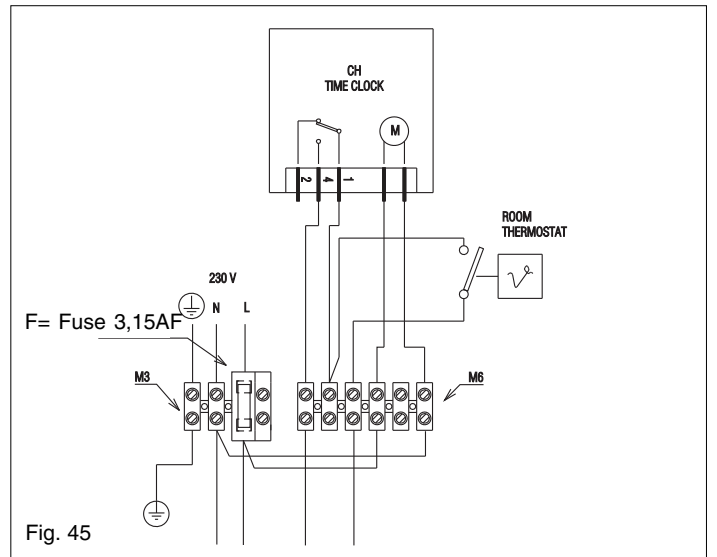 CH
TIME CLOCK
M
2 4 1
ROOM
THERMOSTAT
230 V
N L
F= Fuse 3,15AF
M3
M6
Fig. 45